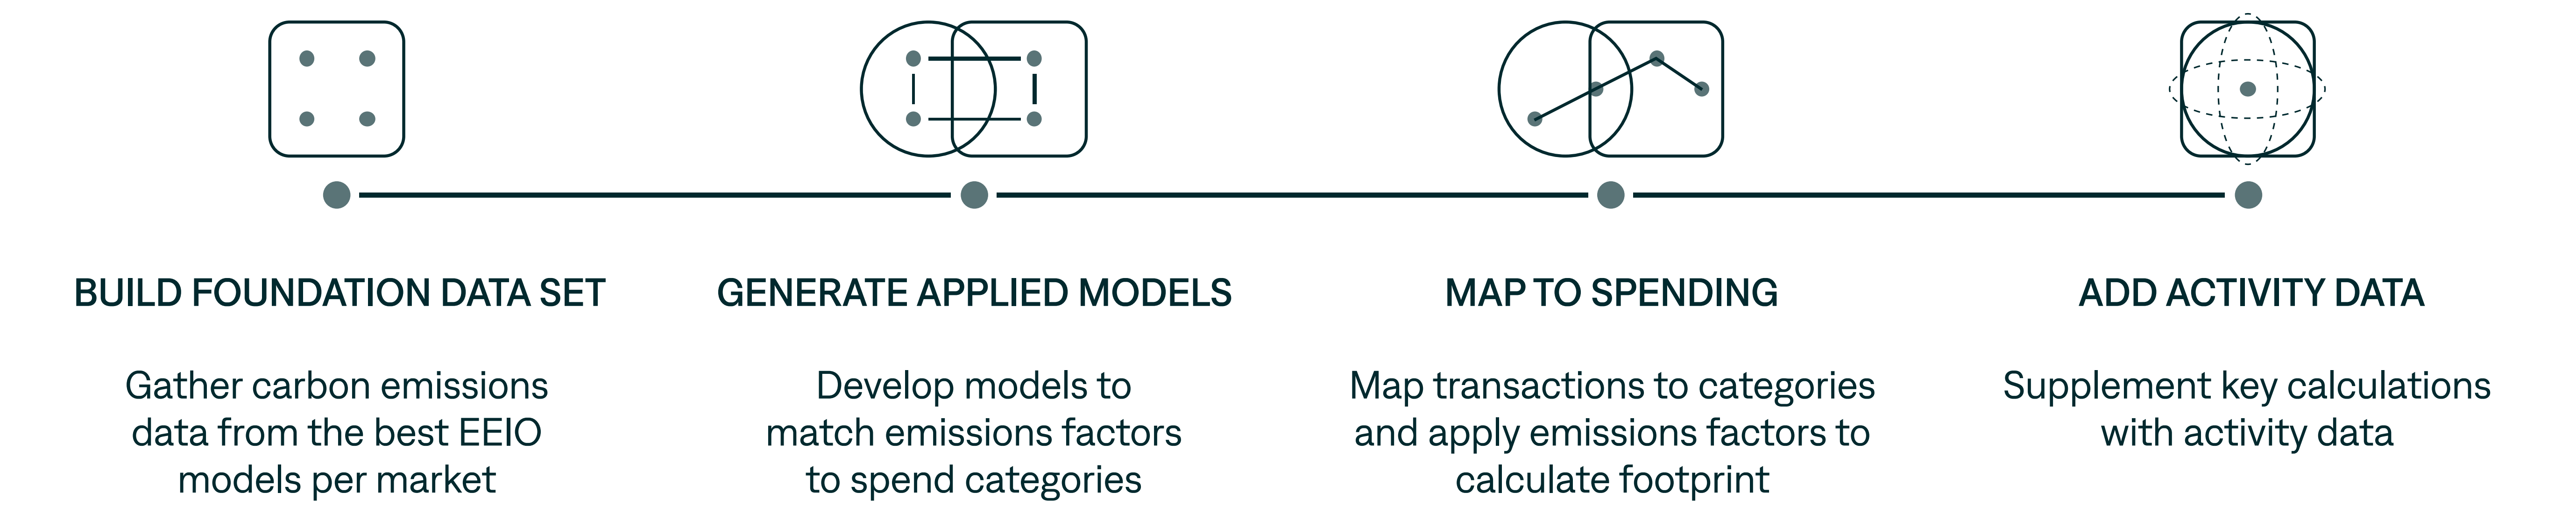 BUILD FOUNDATION DATA SET
Gather carbon emissions
data from the best EEIO
models per market
GENERATE APPLIED MODELS
Develop models to
match emissions factors
to spend categories
MAP TO SPENDING
Map transactions to categories
and apply emissions factors to
calculate footprint
ADD ACTIVITY DATA
Supplement key calculations
with activity data